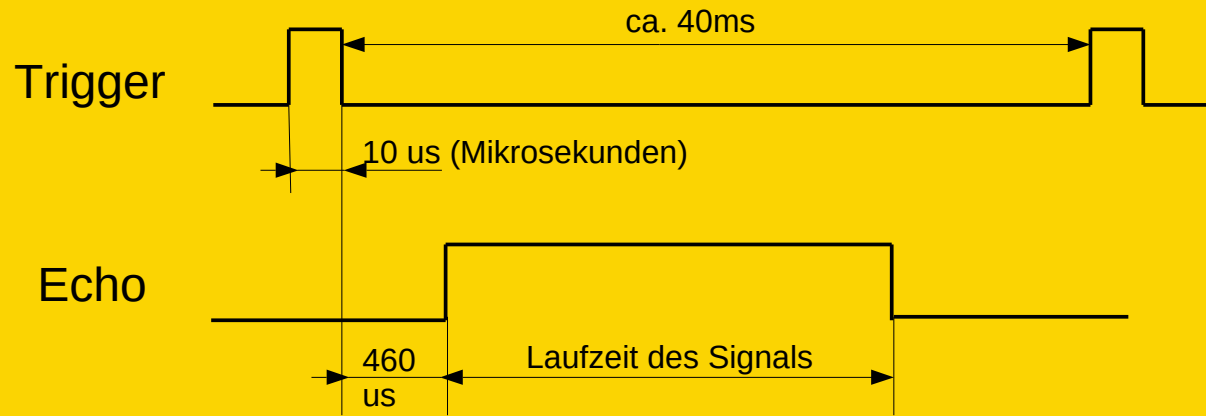 ca. 40ms
Trigger
10 us (Mikrosekunden)
Echo
460
us
Laufzeit des Signals